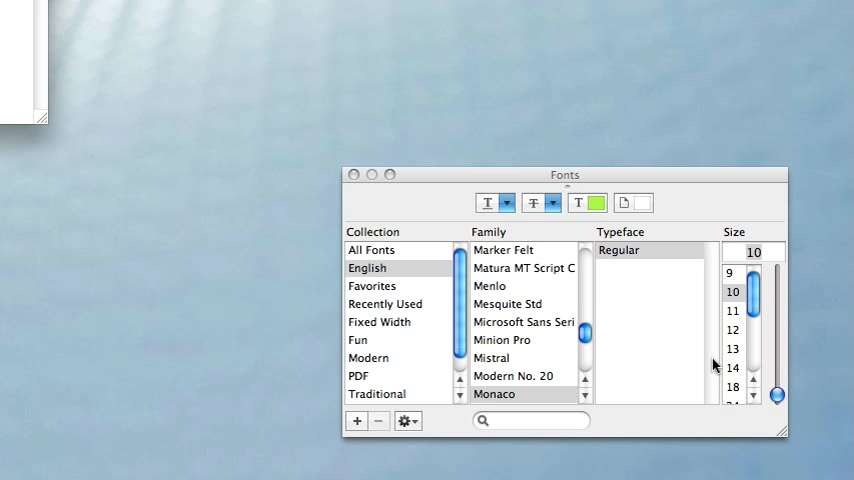 Fonts
T T T
Collection Family Typeface Size
All Fonts Marker Felt Regular 10
English Matura MT Script C 9
Favorites Menlo 10
Recently Used Mesquite Std 11
Fixed Width Microsoft Sans Seri 12
Fun Minion Pro 13
Modern Mistral 14
PDF Modern No. 20 18
Traditional Monaco